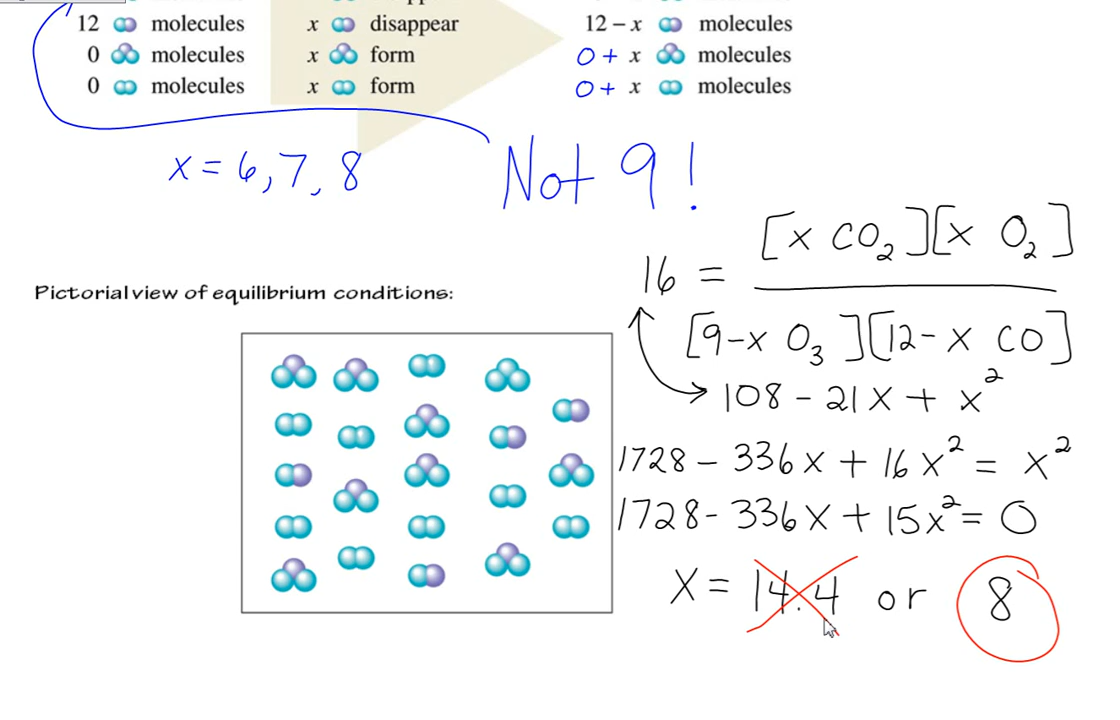 12 molecules x disappear 12 − x molecules
0 molecules x form 0 + x molecules
0 molecules x form 0 + x molecules
x = 6, 7, 8
Not 9!
[x CO₂][x O₂]
16 =
[9-x O₃][12-x CO]
Pictorial view of equilibrium conditions:
108 - 21x + x²
1728 - 336x + 16x² = x²
1728 - 336x + 15x² = 0
x = 14.4 or 8